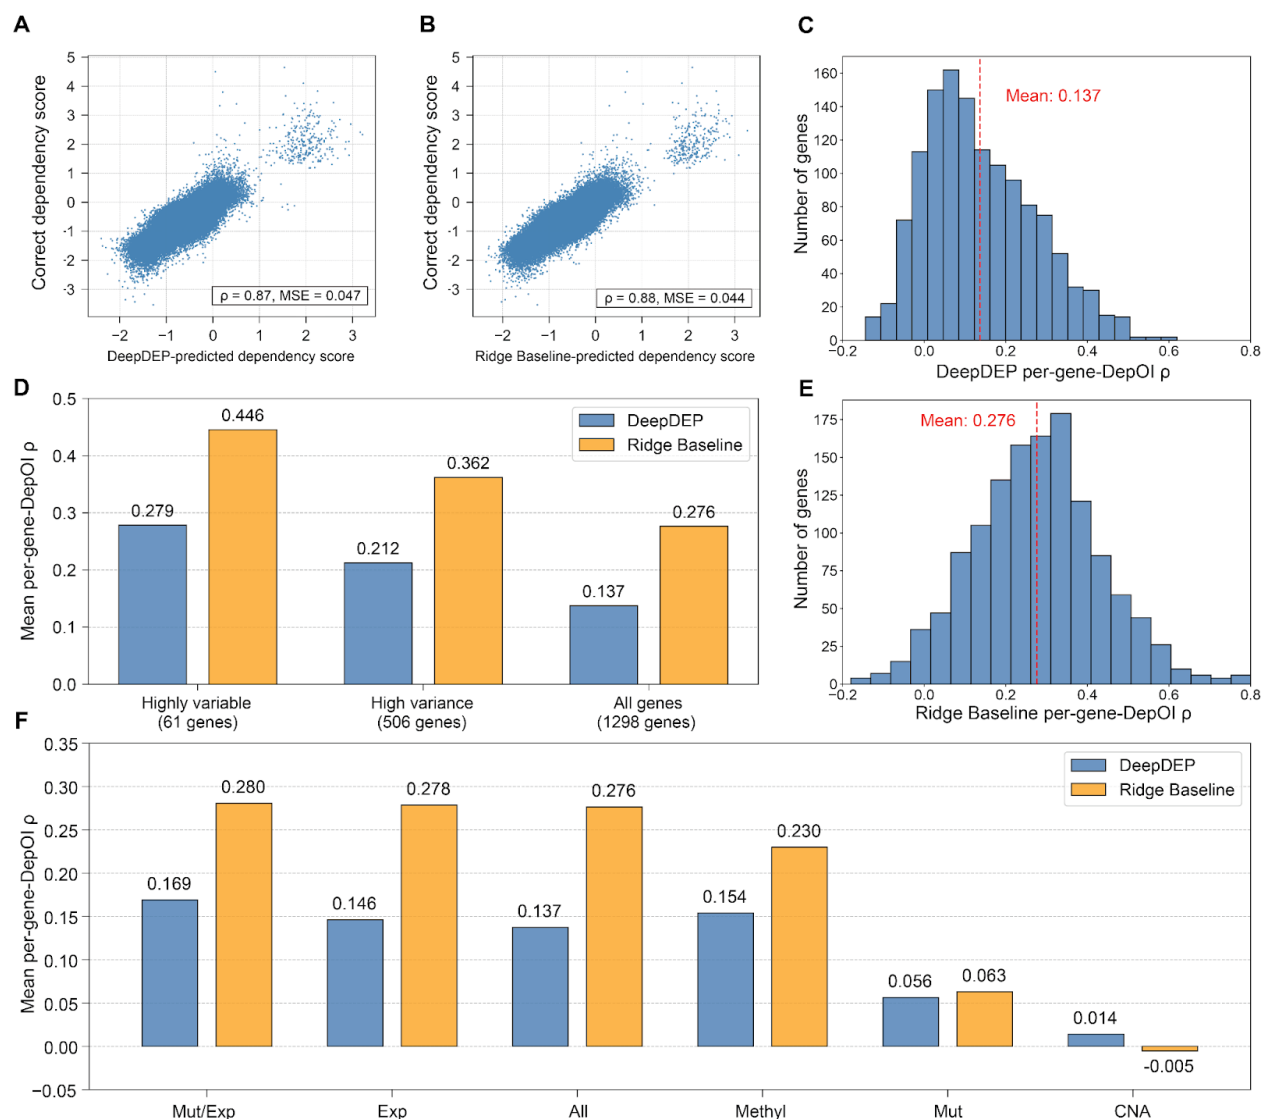 A
5
4
3
2
1
0
-1
-2
-3
Correct dependency score
ρ = 0.87, MSE = 0.047
−2 −1 0 1 2 3
DeepDEP-predicted dependency score
B
5
4
3
2
1
0
-1
-2
-3
Correct dependency score
ρ = 0.88, MSE = 0.044
−2 −1 0 1 2 3
Ridge Baseline-predicted dependency score
C
160
140
120
100
80
60
40
20
0
Number of genes
Mean: 0.137
−0.2 0.0 0.2 0.4 0.6 0.8
DeepDEP per-gene-DepOI ρ
D
0.5
0.4
0.3
0.2
0.1
0.0
Mean per-gene-DepOI ρ
DeepDEP
Ridge Baseline
0.279 0.446 0.212 0.362 0.137 0.276
Highly variable
(61 genes)
High variance
(506 genes)
All genes
(1298 genes)
E
175
150
125
100
75
50
25
0
Number of genes
Mean: 0.276
−0.2 0.0 0.2 0.4 0.6 0.8
Ridge Baseline per-gene-DepOI ρ
F
0.35
0.30
0.25
0.20
0.15
0.10
0.05
0.00
−0.05
Mean per-gene-DepOI ρ
DeepDEP
Ridge Baseline
0.169 0.280 0.146 0.278 0.137 0.276 0.154 0.230 0.056 0.063 0.014 -0.005
Mut/Exp Exp All Methyl Mut CNA